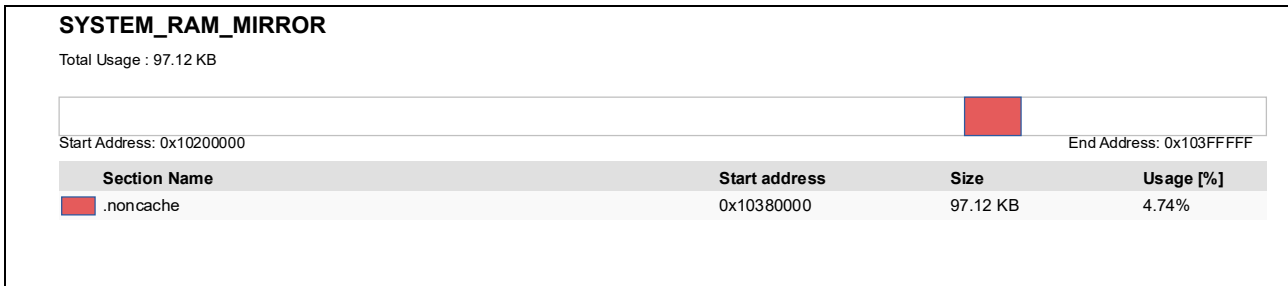 SYSTEM_RAM_MIRROR
Total Usage : 97.12 KB
Start Address: 0x10200000 End Address: 0x103FFFFF
Section Name Start address Size Usage [%]
.noncache 0x10380000 97.12 KB 4.74%